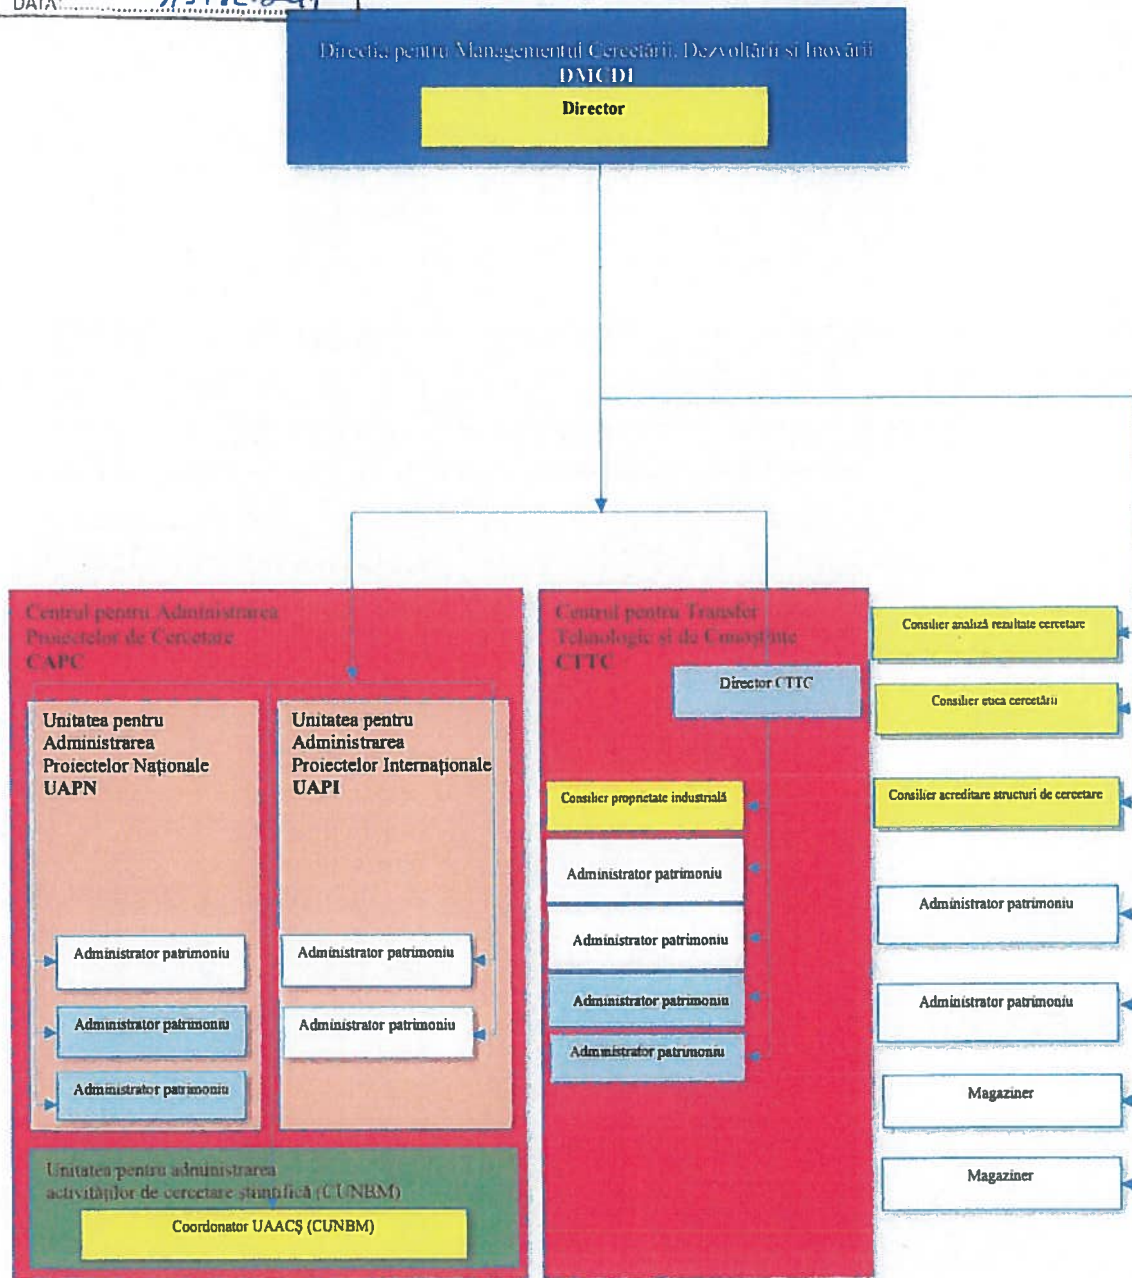 DATA:
Direcția pentru Managementul Cercetării, Dezvoltării și Inovării
DMCDI
Director
Centrul pentru Administrarea
Proiectelor de Cercetare
CAPC
Unitatea pentru
Administrarea
Proiectelor Naționale
UAPN
Administrator patrimoniu
Administrator patrimoniu
Administrator patrimoniu
Unitatea pentru
Administrarea
Proiectelor Internaționale
UAPI
Administrator patrimoniu
Administrator patrimoniu
Unitatea pentru administrarea
activităților de cercetare științifică (CUNBM)
Coordonator UAACȘ (CUNBM)
Centrul pentru Transfer
Tehnologic și de Cunoștințe
CTTC
Director CTTC
Consilier proprietate industrială
Administrator patrimoniu
Administrator patrimoniu
Administrator patrimoniu
Administrator patrimoniu
Consilier analiză rezultate cercetare
Consilier etica cercetării
Consilier acreditare structuri de cercetare
Administrator patrimoniu
Administrator patrimoniu
Magaziner
Magaziner